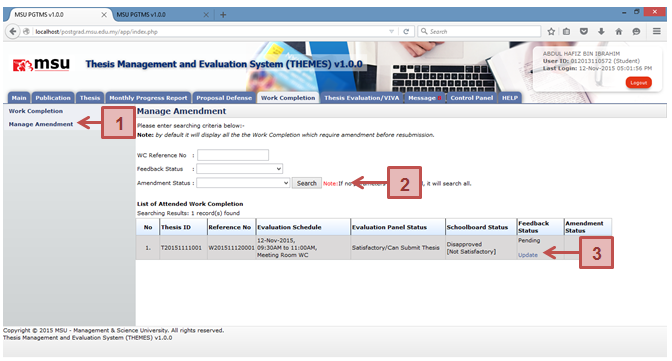 MSU PGTMS v1.0.0
MSU PGTMS v1.0.0
localhost/postgrad.msu.edu.my/app/index.php
Search
msu
Thesis Management and Evaluation System (THEMES) v1.0.0
ABDUL HAFIZ BIN IBRAHIM
User ID: 012013110572 (Student)
Last Login: 12-Nov-2015 05:01:56 PM
Logout
Main Publication Thesis Monthly Progress Report Proposal Defense Work Completion Thesis Evaluation/VIVA Message Control Panel HELP
Work Completion
Manage Amendment
1
Manage Amendment
Please enter searching criteria below:-
Note: by default it will display all the the Work Completion which require amendment before resubmission.
WC Reference No :
Feedback Status :
Amendment Status : Search Note: If no it will search all.
2
List of Attended Work Completion
Searching Results: 1 record(s) found
No Thesis ID Reference No Evaluation Schedule Evaluation Panel Status Schoolboard Status Feedback Status Amendment Status
1. T20151111001 W201511120001 12-Nov-2015, 09:30AM to 11:00AM, Meeting Room WC Satisfactory/Can Submit Thesis Disapproved [Not Satisfactory] Pending
Update
3
Copyright © 2015 MSU - Management & Science University. All rights reserved.
Thesis Management and Evaluation System (THEMES) v1.0.0